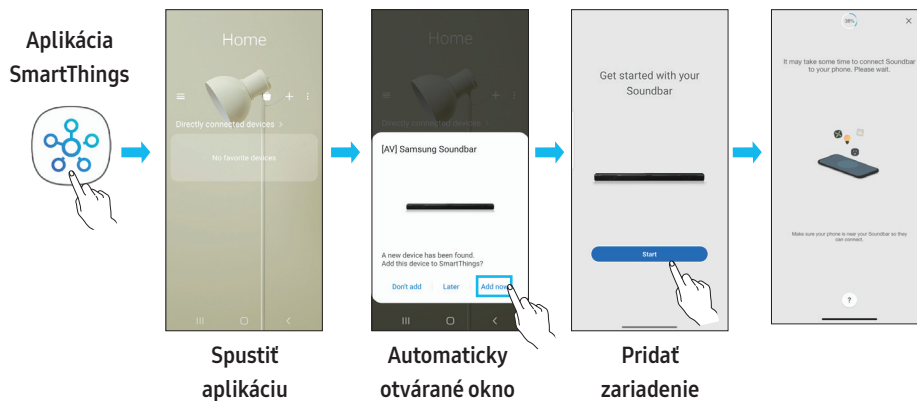 Aplikácia
SmartThings
Home
Directly connected devices >
No favorite devices
Spustiť
aplikáciu
Home
Directly connected devices >
[AV] Samsung Soundbar
A new device has been found.
Add this device to SmartThings?
Don't add Later Add now
Automaticky
otvárané okno
Get started with your
Soundbar
Start
Pridať
zariadenie
38%
It may take some time to connect Soundbar
to your phone. Please wait.
Make sure your phone is near your Soundbar so they
can connect.
?